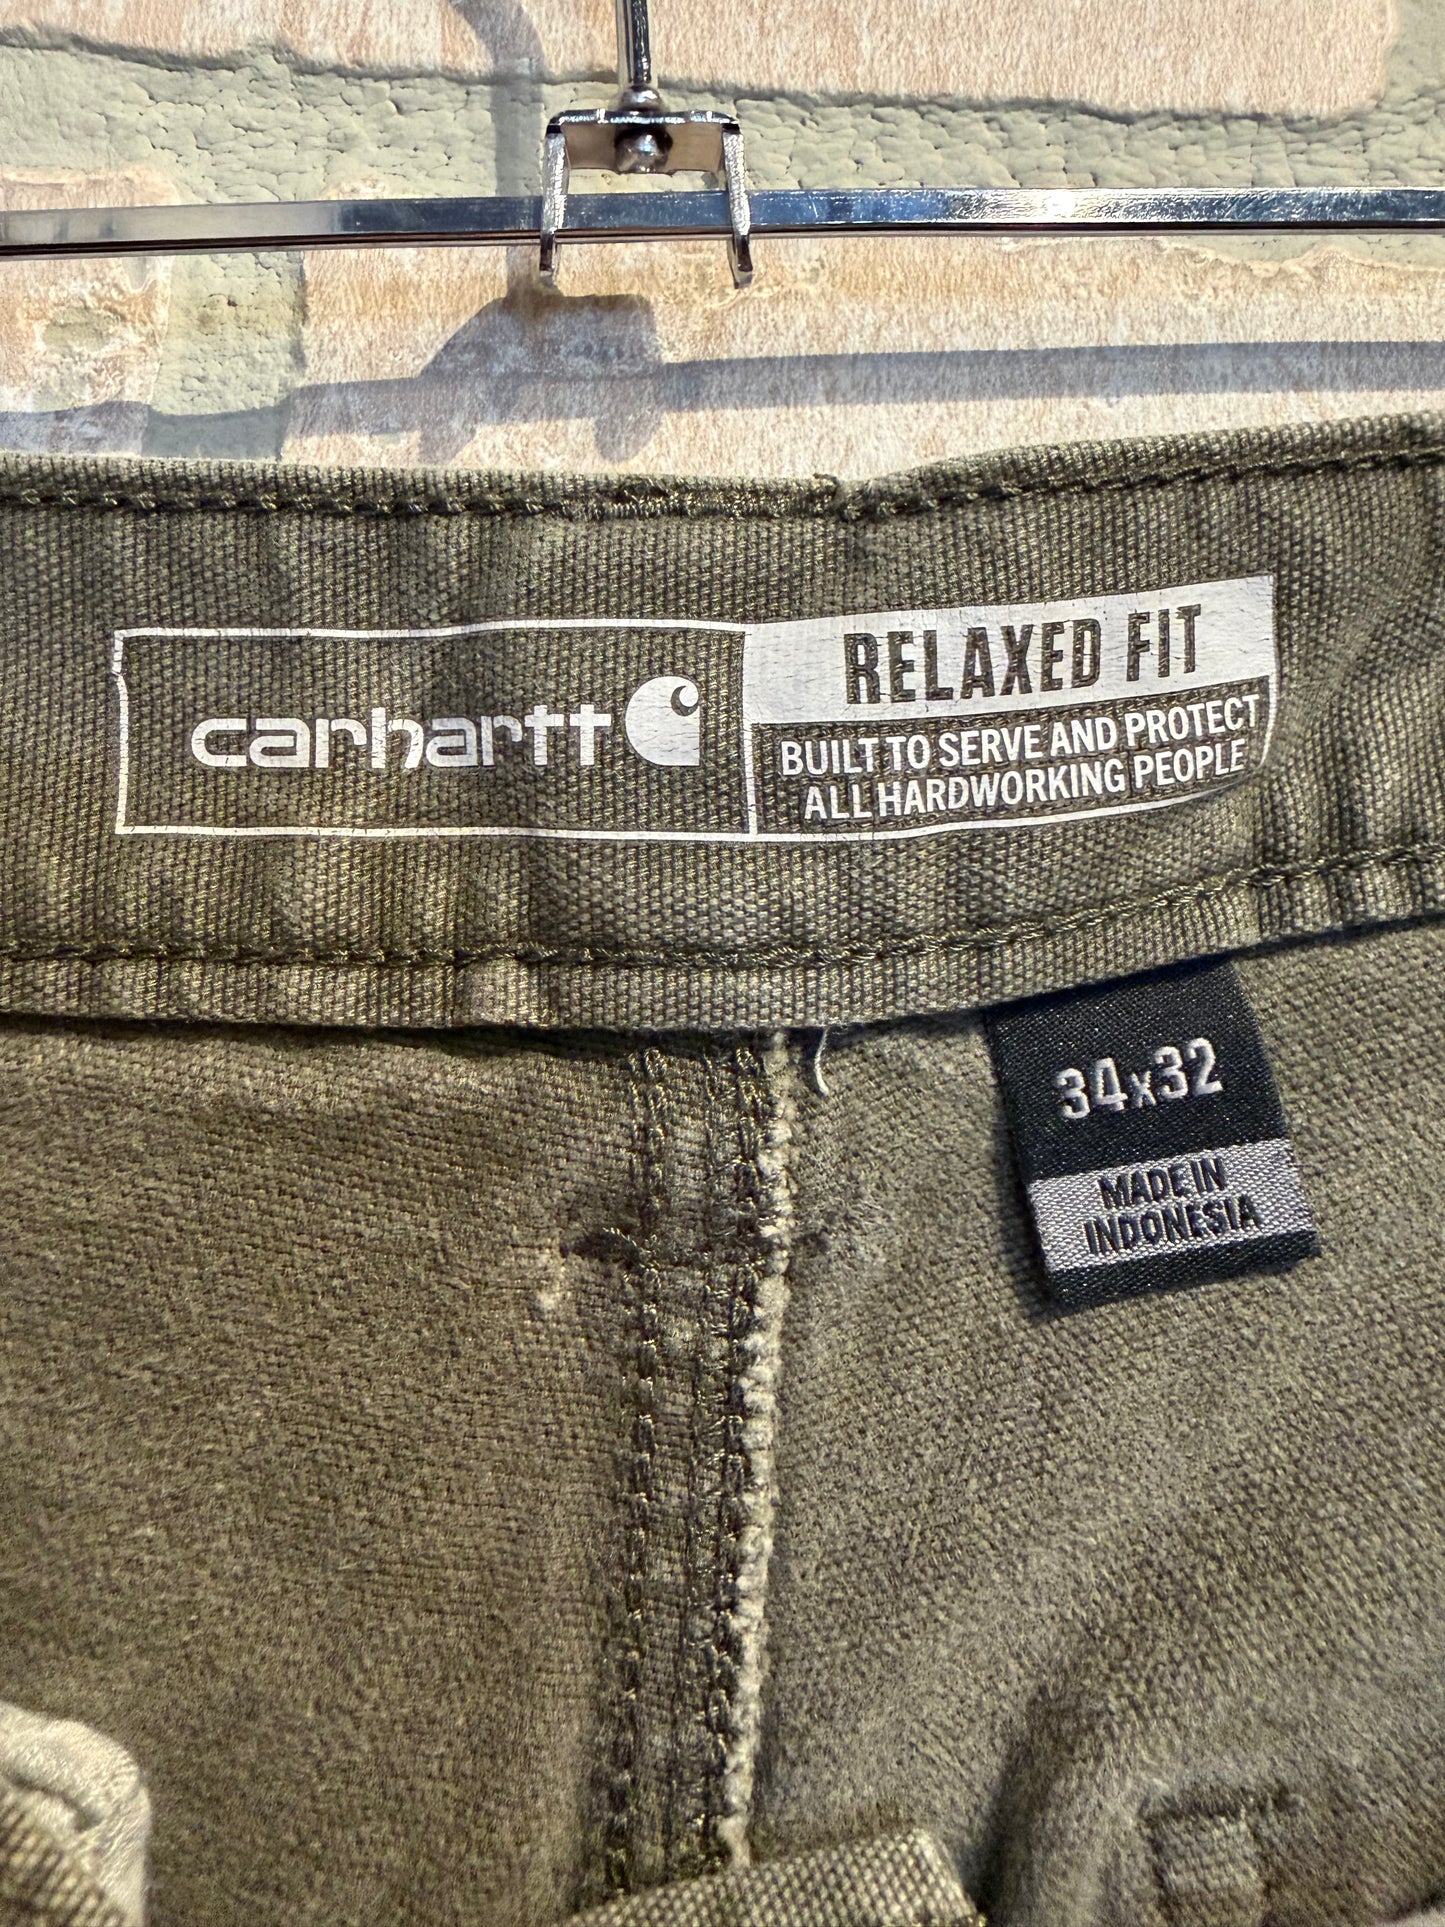 carhartt
RELAXED FIT
BUILT TO SERVE AND PROTECT
ALL HARDWORKING PEOPLE
34x32
MADE IN
INDONESIA